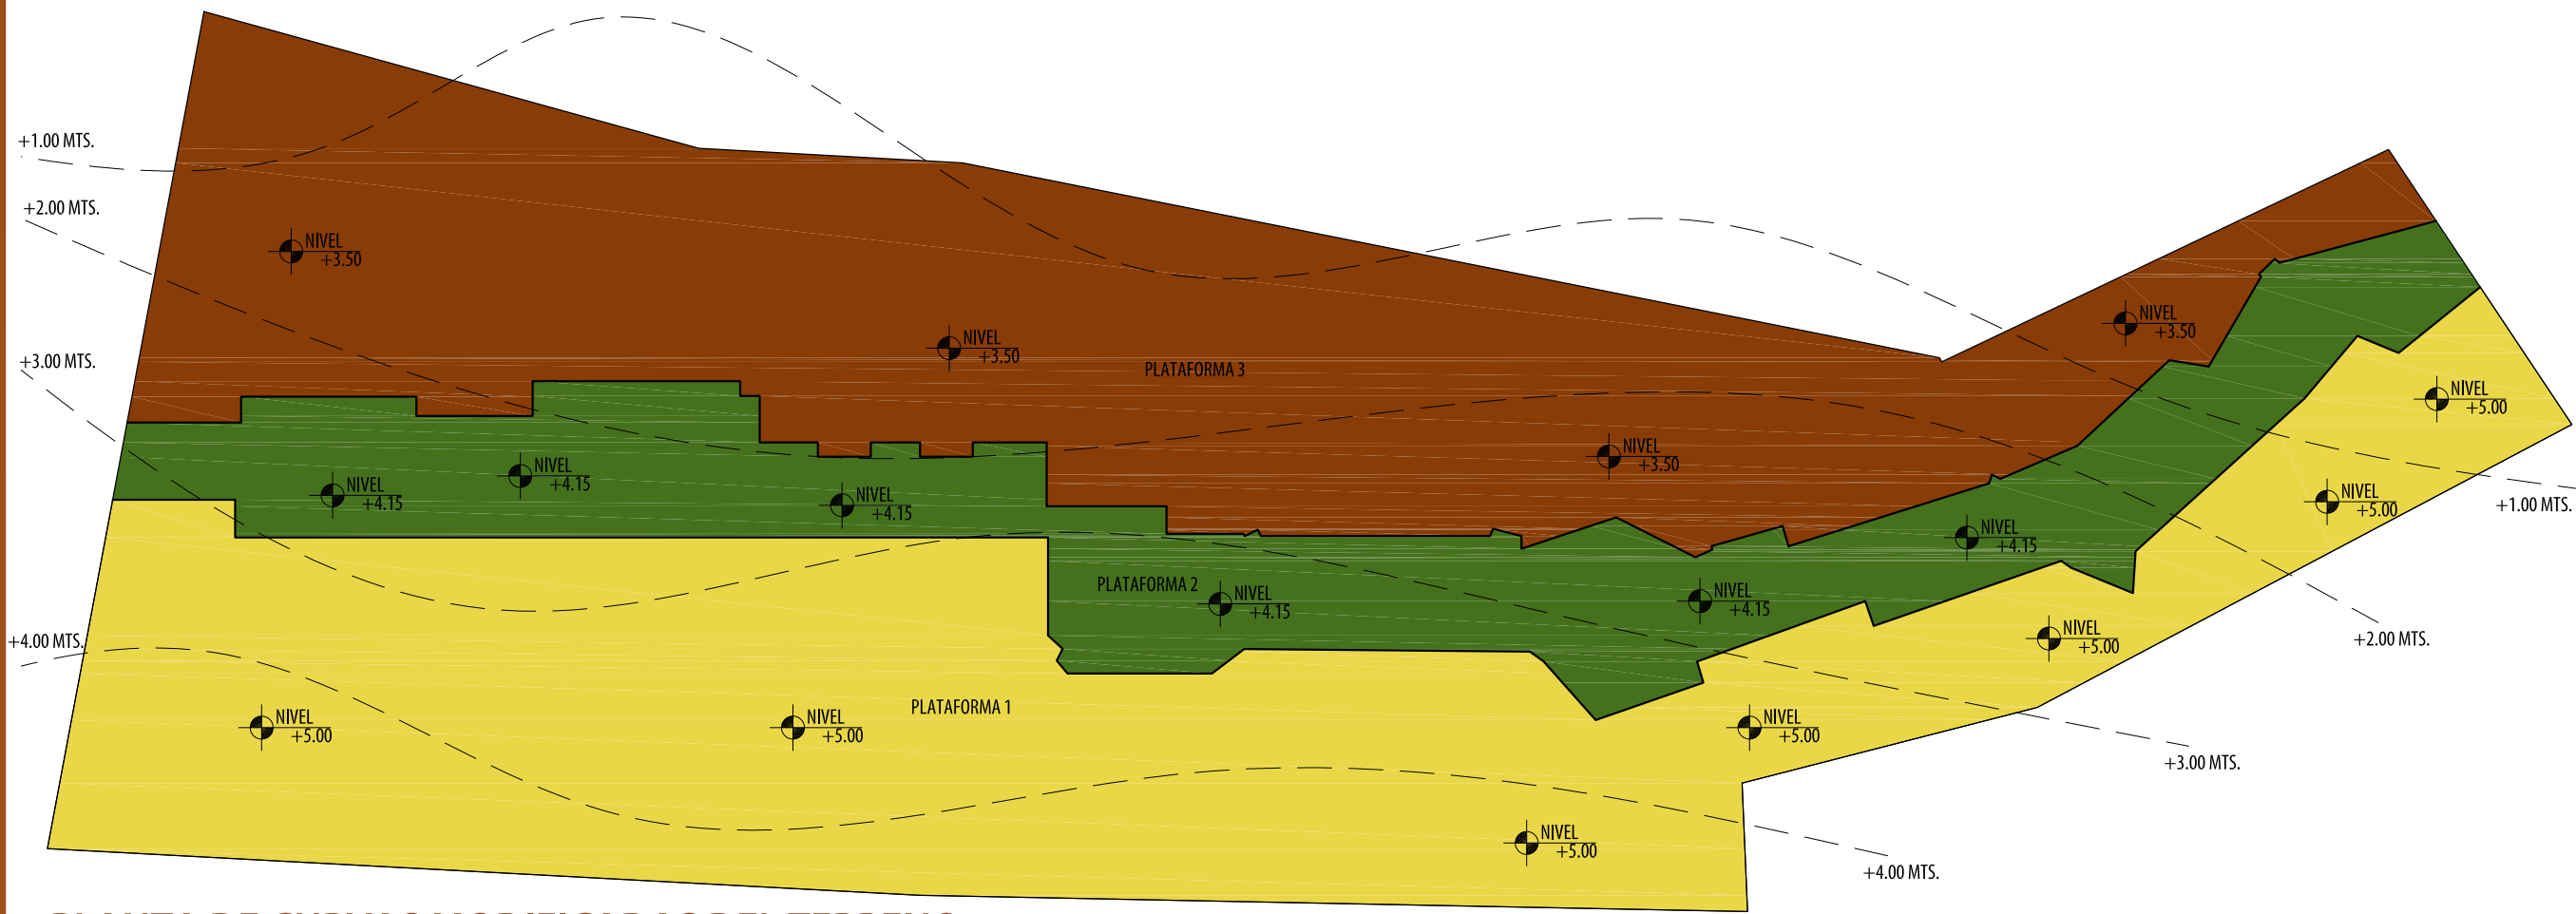 +1.00 MTS.
+2.00 MTS.
NIVEL
+3.50
NIVEL
+3.50
NIVEL
+3.50
+3.00 MTS.
PLATAFORMA 3
NIVEL
+5.00
NIVEL
+3.50
NIVEL
+4.15
NIVEL
+4.15
NIVEL
+4.15
NIVEL
+5.00
+1.00 MTS.
NIVEL
+4.15
PLATAFORMA 2
NIVEL
+4.15
NIVEL
+4.15
+4.00 MTS.
NIVEL
+5.00
+2.00 MTS.
PLATAFORMA 1
NIVEL
+5.00
NIVEL
+5.00
NIVEL
+5.00
+3.00 MTS.
NIVEL
+5.00
+4.00 MTS.